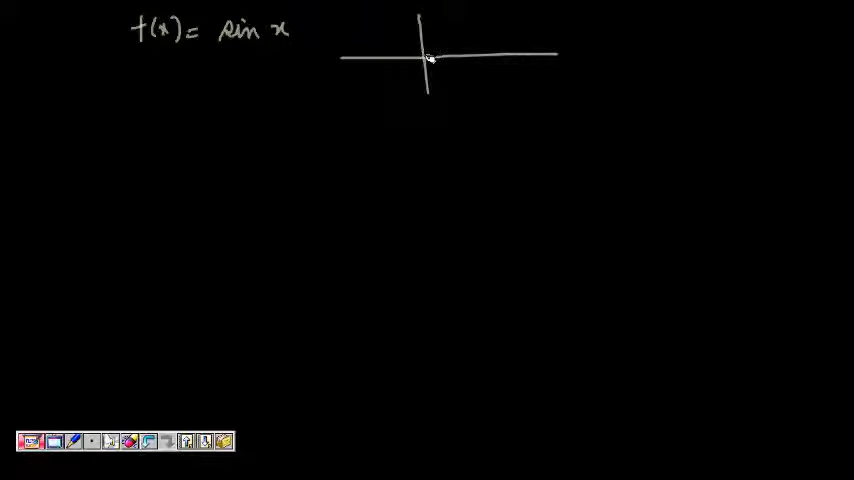 f(x) = sin x